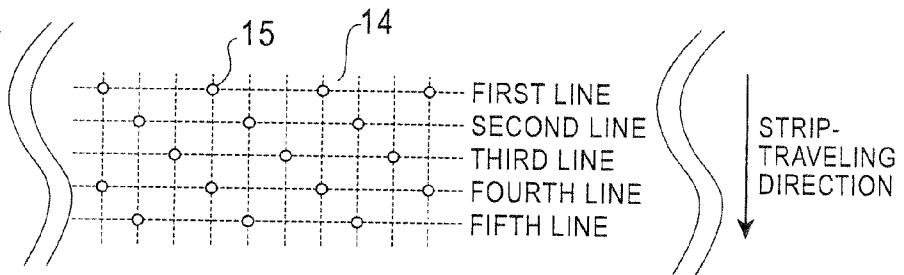 15
14
FIRST LINE
SECOND LINE
THIRD LINE
FOURTH LINE
FIFTH LINE
STRIP-
TRAVELING
DIRECTION